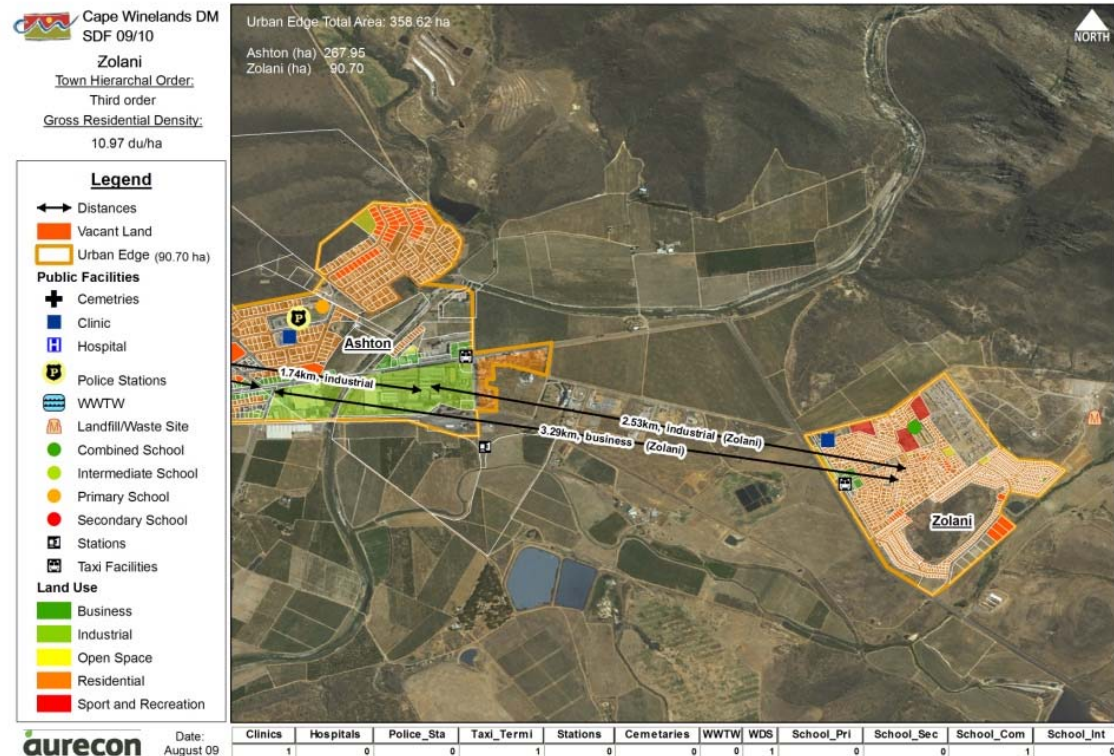 Cape Winelands DM
SDF 09/10
Zolani
Town Hierarchal Order:
Third order
Gross Residential Density:
10.97 du/ha
Legend
Distances
Vacant Land
Urban Edge (90.70 ha)
Public Facilities
Cemetries
Clinic
H Hospital
P Police Stations
WWTW
Landfill/Waste Site
Combined School
Intermediate School
Primary School
Secondary School
Stations
Taxi Facilities
Land Use
Business
Industrial
Open Space
Residential
Sport and Recreation
aurecon
Date:
August 09
Urban Edge Total Area: 358.62 ha
Ashton (ha) 267.95
Zolani (ha) 90.70
NORTH
P
Ashton
1.74km, industrial
2.53km, industrial (Zolani)
3.29km, business (Zolani)
Zolani
Clinics Hospitals Police_Sta Taxi_Termi Stations Cemetaries WWTW WDS School_Pri School_Sec School_Com School_Int
1 0 0 1 0 0 0 1 0 0 1 0